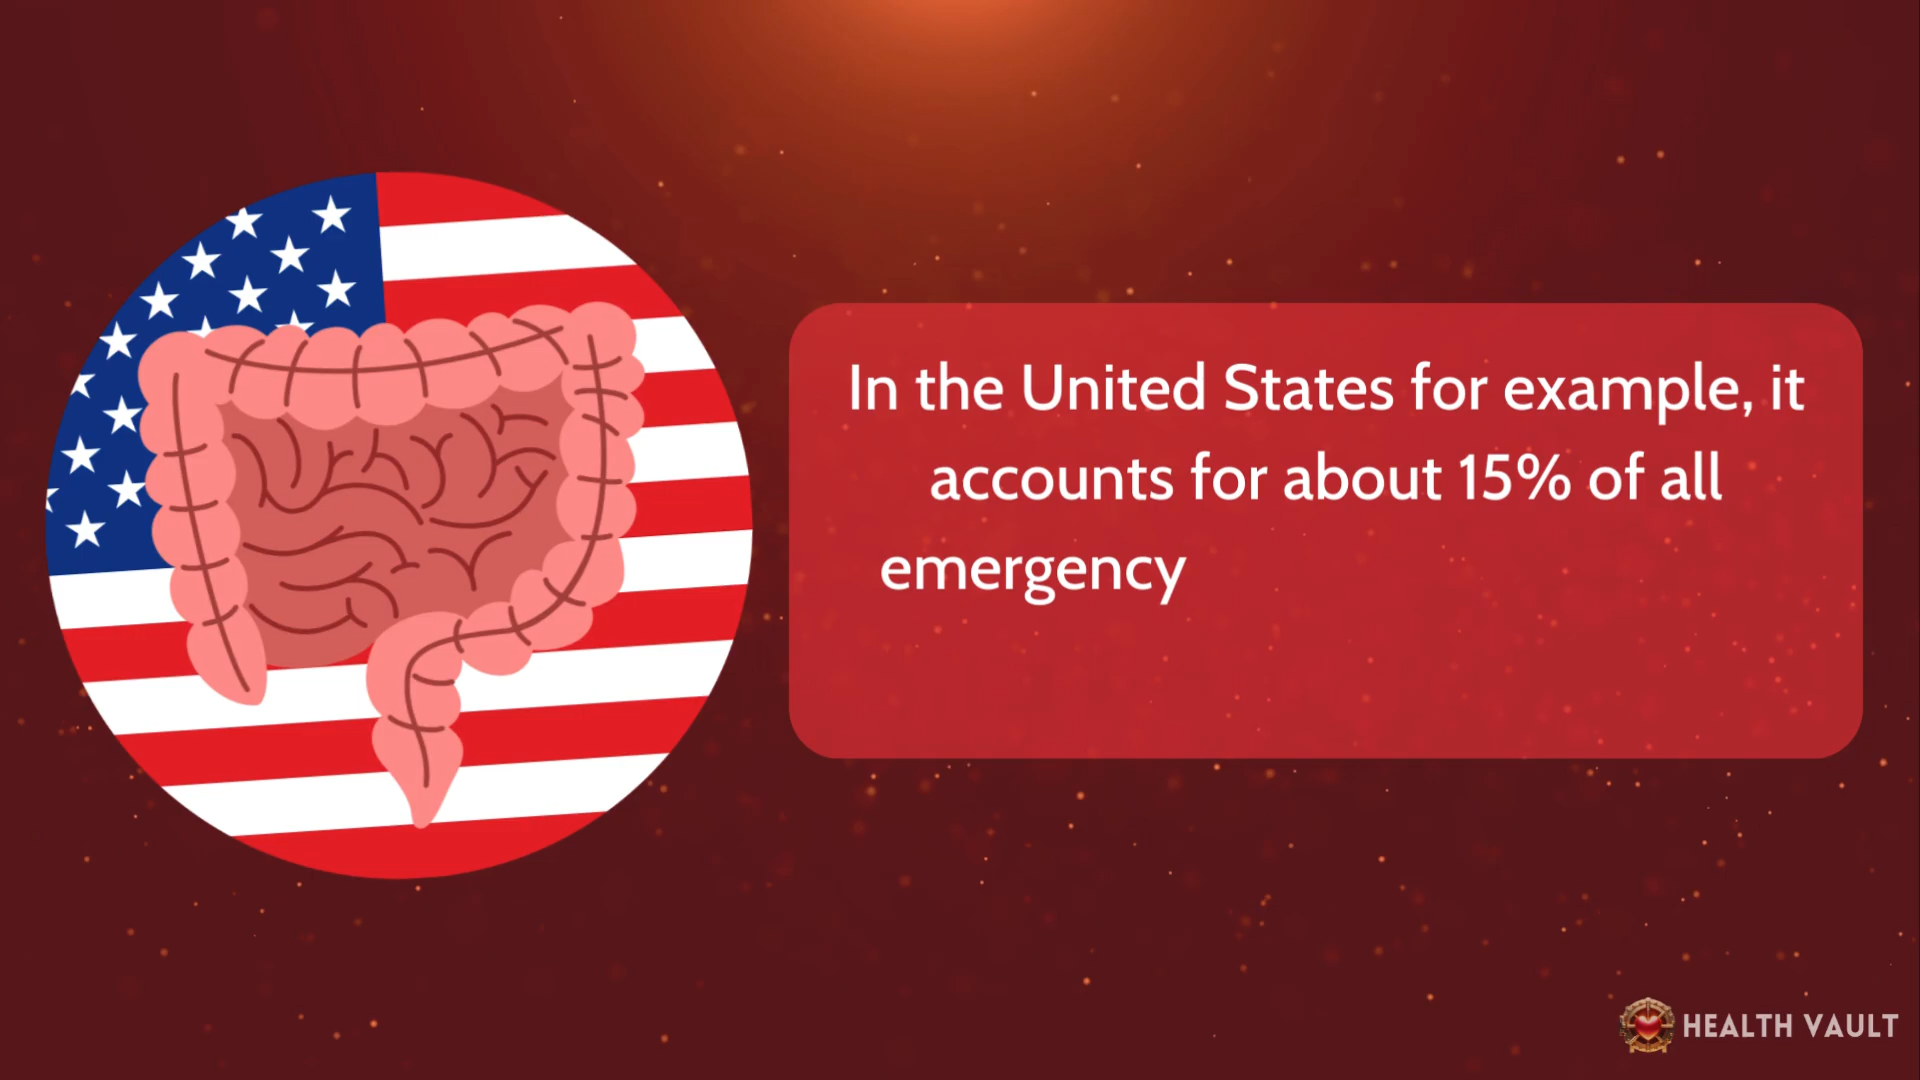 In the United States for example, it
accounts for about 15% of all
emergency
HEALTH VAULT